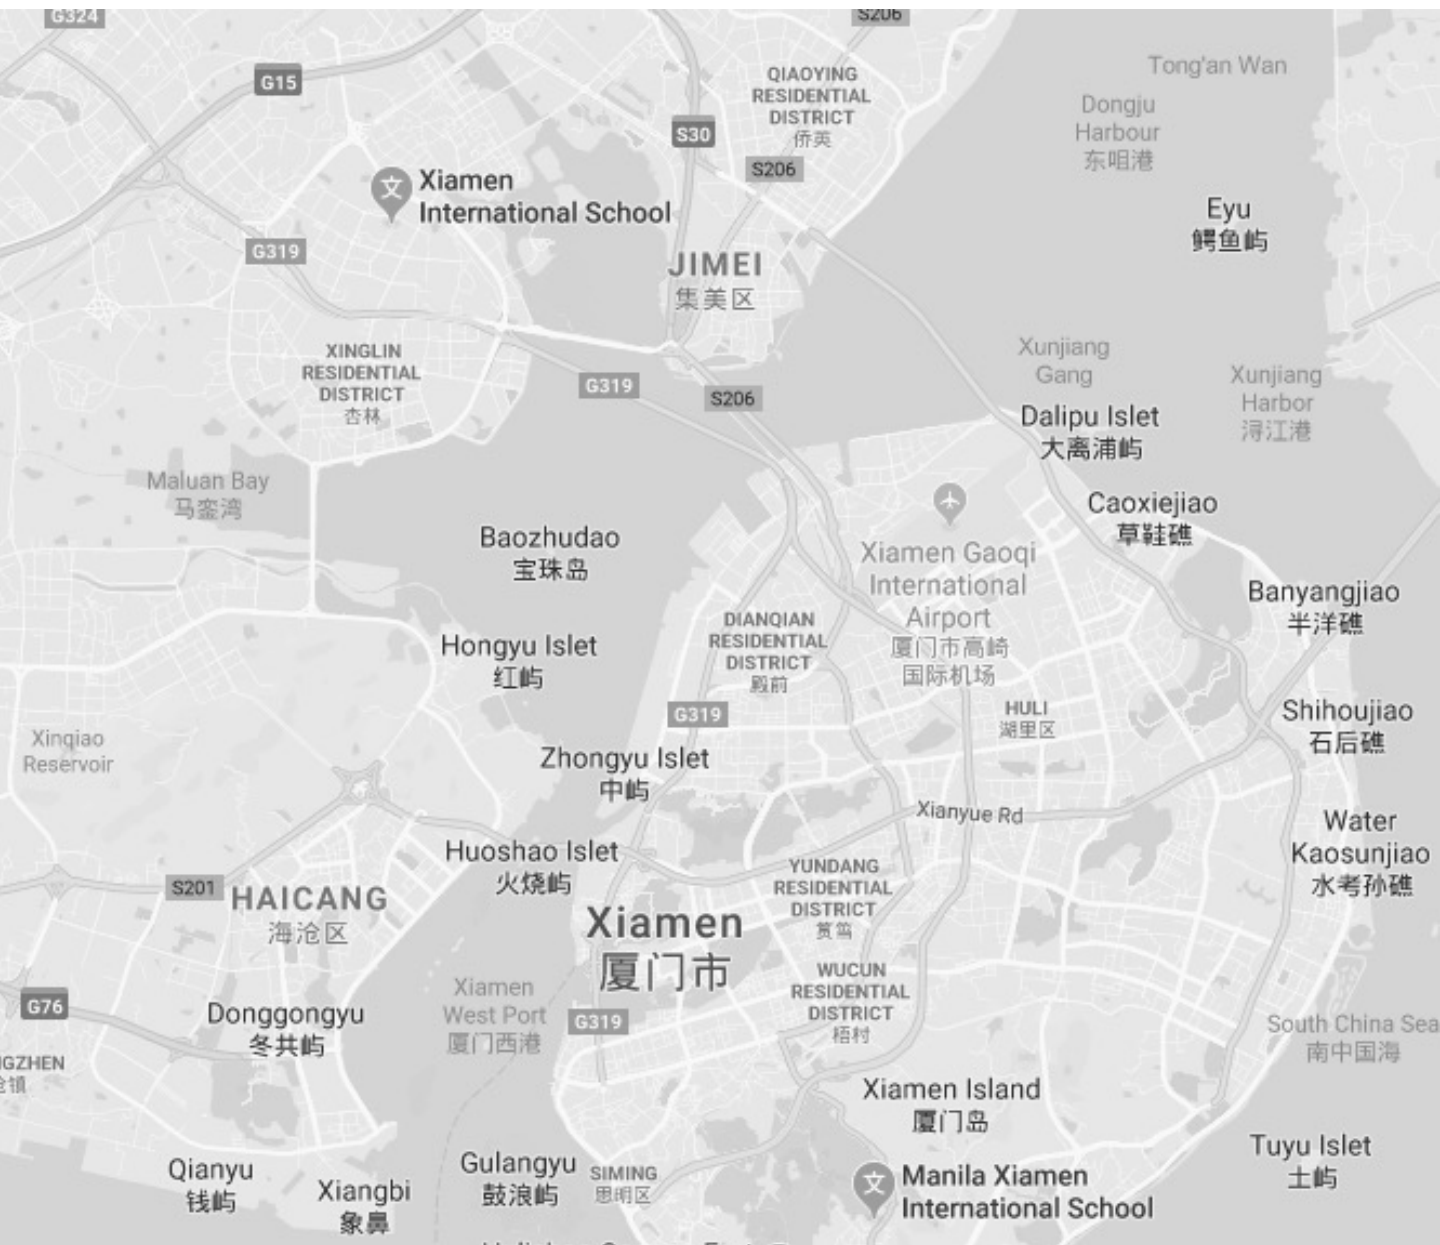 G324
S206
G15
QIAOYING
RESIDENTIAL
DISTRICT
侨英
Tong'an Wan
Dongju
Harbour
东咀港
S30
S206
Xiamen
International School
Eyu
鳄鱼屿
G319
JIMEI
集美区
XINGLIN
RESIDENTIAL
DISTRICT
杏林
G319
S206
Xunjiang
Gang
Xunjiang
Harbor
浔江港
Dalipu Islet
大离浦屿
Maluan Bay
马銮湾
Caoxiejiao
草鞋礁
Baozhudao
宝珠岛
Xiamen Gaoqi
International
Airport
厦门市高崎
国际机场
Banyangjiao
半洋礁
DIANQIAN
RESIDENTIAL
DISTRICT
殿前
Hongyu Islet
红屿
G319
HULI
湖里区
Shihoujiao
石后礁
Xinqiao
Reservoir
Zhongyu Islet
中屿
Xianyue Rd
Water
Kaosunjiao
水考孙礁
Huoshao Islet
火烧屿
YUNDANG
RESIDENTIAL
DISTRICT
筼筜
S201
HAICANG
海沧区
Xiamen
厦门市
WUCUN
RESIDENTIAL
DISTRICT
梧村
Xiamen
West Port
厦门西港
G319
G76
Donggongyu
冬共屿
South China Sea
南中国海
NGZHEN
沧镇
Xiamen Island
厦门岛
Tuyu Islet
土屿
Qianyu
钱屿
Xiangbi
象鼻
Gulangyu
鼓浪屿
SIMING
思明区
Manila Xiamen
International School